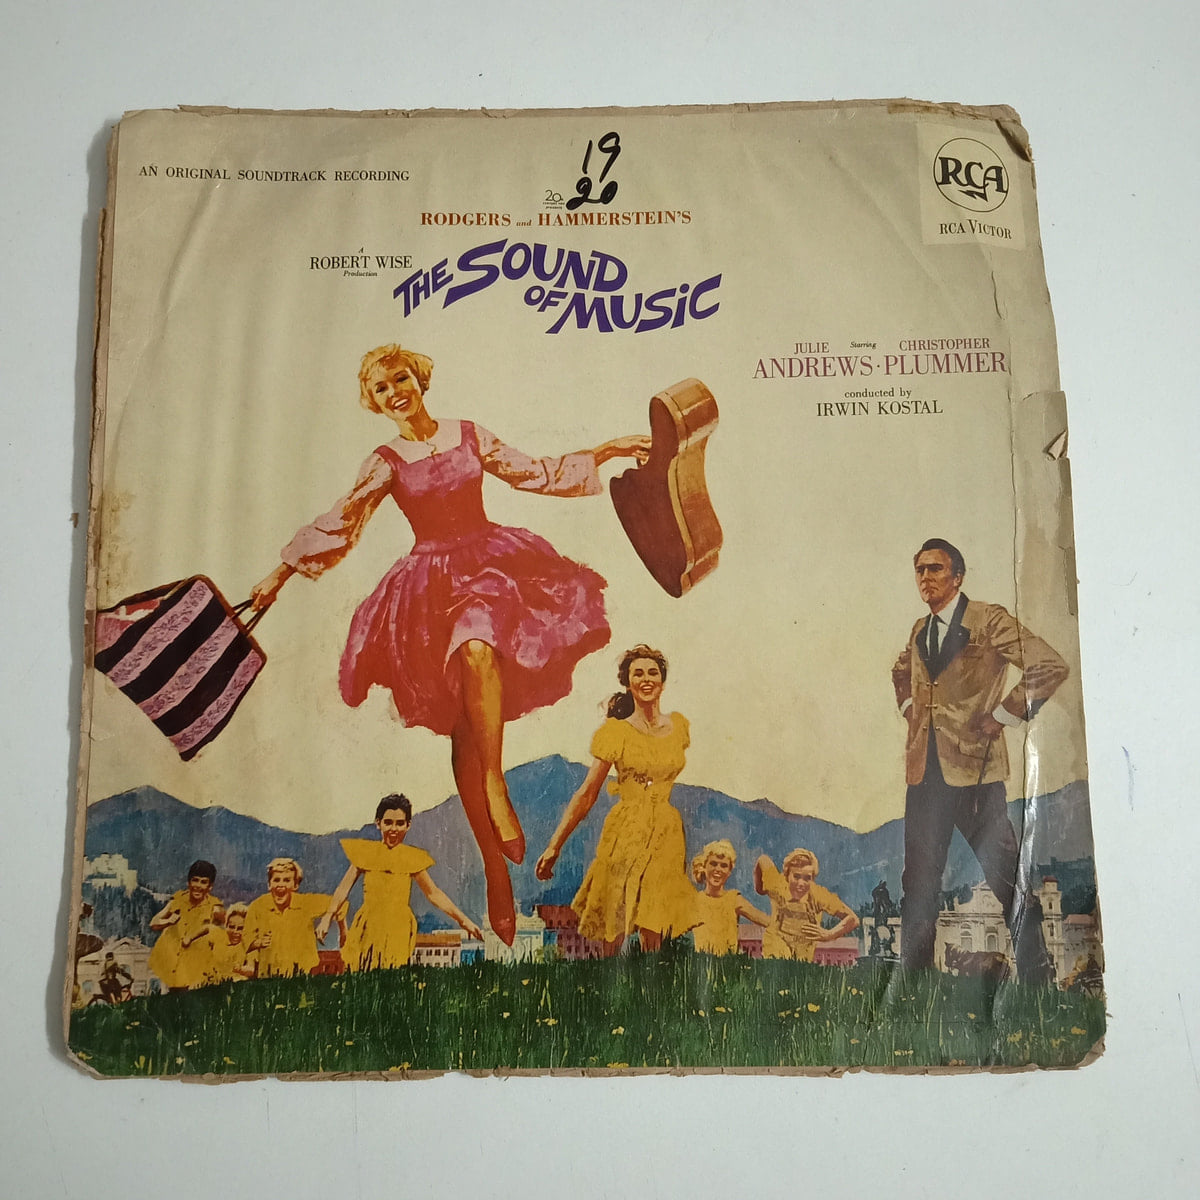 AN ORIGINAL SOUNDTRACK RECORDING
19
20
20th
RODGERS and HAMMERSTEIN'S
A
ROBERT WISE
Production
THE SOUND
OF MUSIC
RCA
RCA VICTOR
Starring
JULIE CHRISTOPHER
ANDREWS · PLUMMER
conducted by
IRWIN KOSTAL